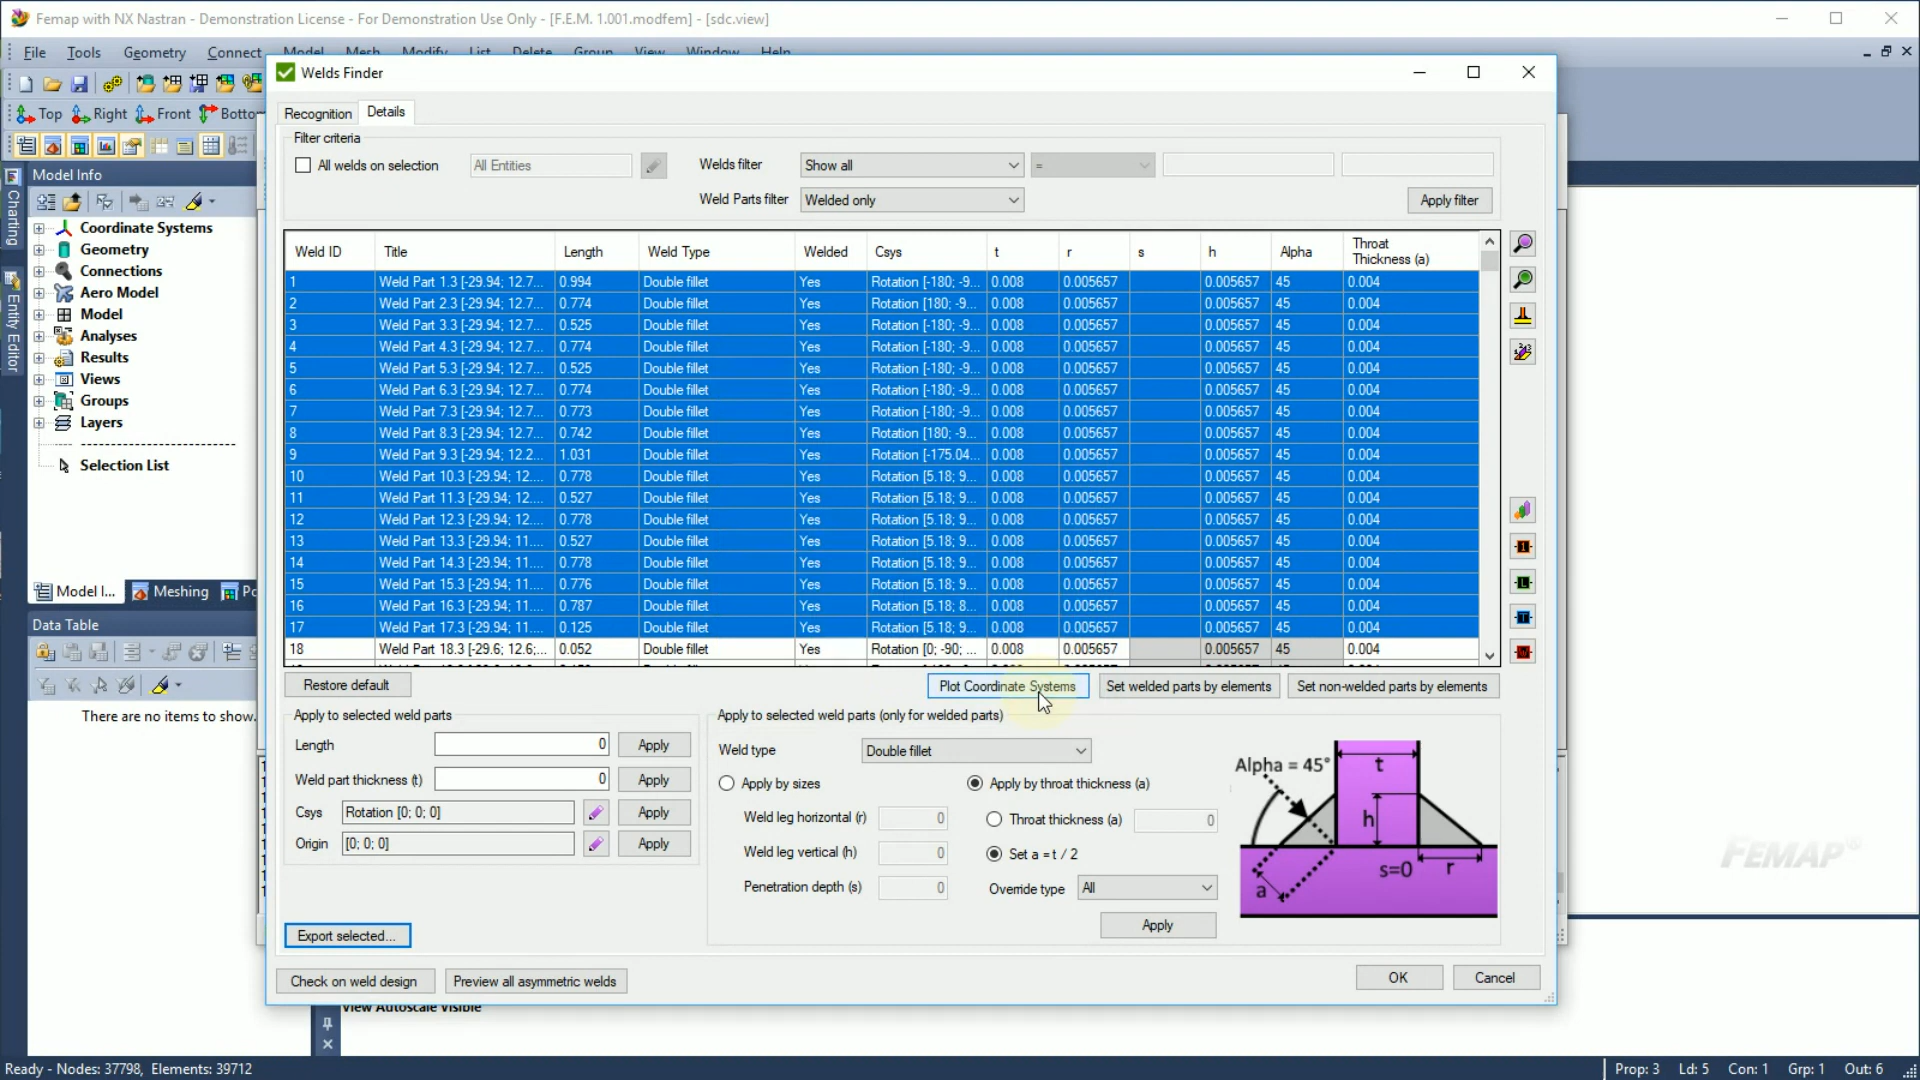 Femap with NX Nastran - Demonstration License - For Demonstration Use Only - [F.E.M. 1.001.modfem] - [sdc.view]
File Tools Geometry Connect Model Mesh Modify List Delete Group View Window Help
Top Right Front Botto
Welds Finder
Recognition Details
Filter criteria
All welds on selection All Entities Welds filter Show all =
Weld Parts filter Welded only Apply filter
Charting
Entity Editor
Model Info
Coordinate Systems
Geometry
Connections
Aero Model
Model
Analyses
Results
Views
Groups
Layers
Selection List
Model I... Meshing Po
Data Table
There are no items to show.
Weld ID Title Length Weld Type Welded Csys t r s h Alpha Throat Thickness (a)
1 Weld Part 1.3 [-29.94; 12.7... 0.994 Double fillet Yes Rotation [-180; -9... 0.008 0.005657 0.005657 45 0.004
2 Weld Part 2.3 [-29.94; 12.7... 0.774 Double fillet Yes Rotation [180; -9... 0.008 0.005657 0.005657 45 0.004
3 Weld Part 3.3 [-29.94; 12.7... 0.525 Double fillet Yes Rotation [-180; -9... 0.008 0.005657 0.005657 45 0.004
4 Weld Part 4.3 [-29.94; 12.7... 0.774 Double fillet Yes Rotation [-180; -9... 0.008 0.005657 0.005657 45 0.004
5 Weld Part 5.3 [-29.94; 12.7... 0.525 Double fillet Yes Rotation [-180; -9... 0.008 0.005657 0.005657 45 0.004
6 Weld Part 6.3 [-29.94; 12.7... 0.774 Double fillet Yes Rotation [-180; -9... 0.008 0.005657 0.005657 45 0.004
7 Weld Part 7.3 [-29.94; 12.7... 0.773 Double fillet Yes Rotation [-180; -9... 0.008 0.005657 0.005657 45 0.004
8 Weld Part 8.3 [-29.94; 12.7... 0.742 Double fillet Yes Rotation [180; -9... 0.008 0.005657 0.005657 45 0.004
9 Weld Part 9.3 [-29.94; 12.2... 1.031 Double fillet Yes Rotation [-175.04... 0.008 0.005657 0.005657 45 0.004
10 Weld Part 10.3 [-29.94; 12.... 0.778 Double fillet Yes Rotation [5.18; 9... 0.008 0.005657 0.005657 45 0.004
11 Weld Part 11.3 [-29.94; 12.... 0.527 Double fillet Yes Rotation [5.18; 9... 0.008 0.005657 0.005657 45 0.004
12 Weld Part 12.3 [-29.94; 12.... 0.778 Double fillet Yes Rotation [5.18; 9... 0.008 0.005657 0.005657 45 0.004
13 Weld Part 13.3 [-29.94; 11.... 0.527 Double fillet Yes Rotation [5.18; 9... 0.008 0.005657 0.005657 45 0.004
14 Weld Part 14.3 [-29.94; 11.... 0.778 Double fillet Yes Rotation [5.18; 9... 0.008 0.005657 0.005657 45 0.004
15 Weld Part 15.3 [-29.94; 11.... 0.776 Double fillet Yes Rotation [5.18; 9... 0.008 0.005657 0.005657 45 0.004
16 Weld Part 16.3 [-29.94; 11.... 0.787 Double fillet Yes Rotation [5.18; 8... 0.008 0.005657 0.005657 45 0.004
17 Weld Part 17.3 [-29.94; 11.... 0.125 Double fillet Yes Rotation [5.18; 9... 0.008 0.005657 0.005657 45 0.004
18 Weld Part 18.3 [-29.6; 12.6;... 0.052 Double fillet Yes Rotation [0; -90; ... 0.008 0.005657 0.005657 45 0.004
Restore default Plot Coordinate Systems Set welded parts by elements Set non-welded parts by elements
Apply to selected weld parts
Length 0 Apply
Weld part thickness (t) 0 Apply
Csys Rotation [0; 0; 0] Apply
Origin [0; 0; 0] Apply
Export selected...
Apply to selected weld parts (only for welded parts)
Weld type Double fillet
Apply by sizes Apply by throat thickness (a)
Weld leg horizontal (r) 0 Throat thickness (a) 0
Weld leg vertical (h) 0 Set a = t / 2
Penetration depth (s) 0 Override type All
Apply
Alpha = 45° t
h
s=0 r
a
FEMAP®
Check on weld design Preview all asymmetric welds OK Cancel
View Autoscale Visible
Ready - Nodes: 37798, Elements: 39712 Prop: 3 Ld: 5 Con: 1 Grp: 1 Out: 6